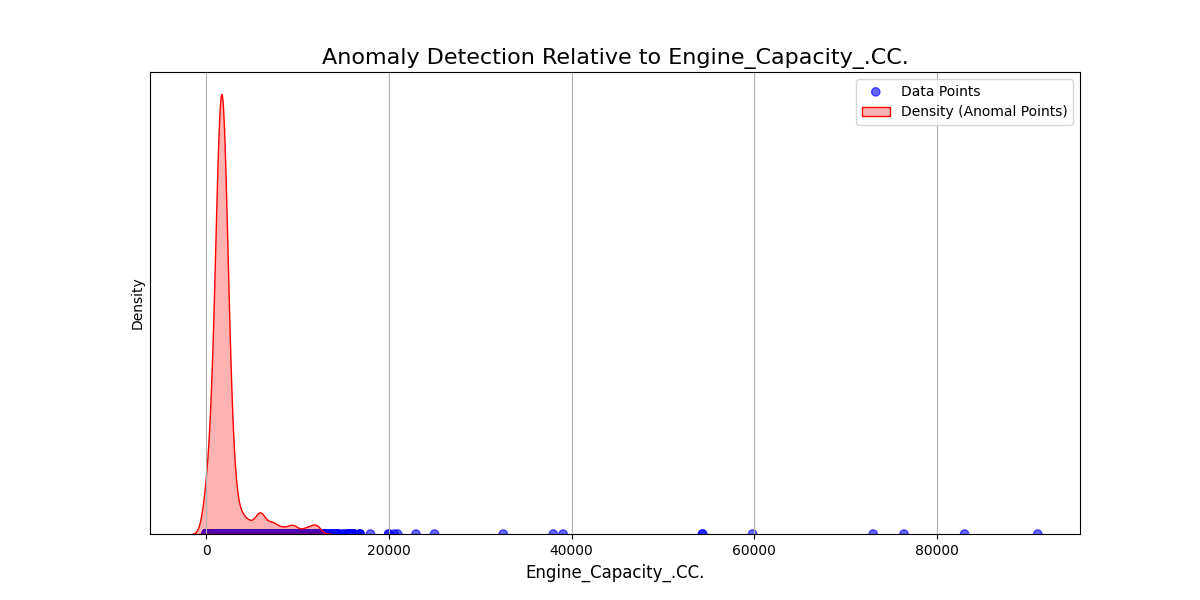 Anomaly Detection Relative to Engine_Capacity_.CC.
Data Points
Density (Anomal Points)
Density
0 20000 40000 60000 80000
Engine_Capacity_.CC.